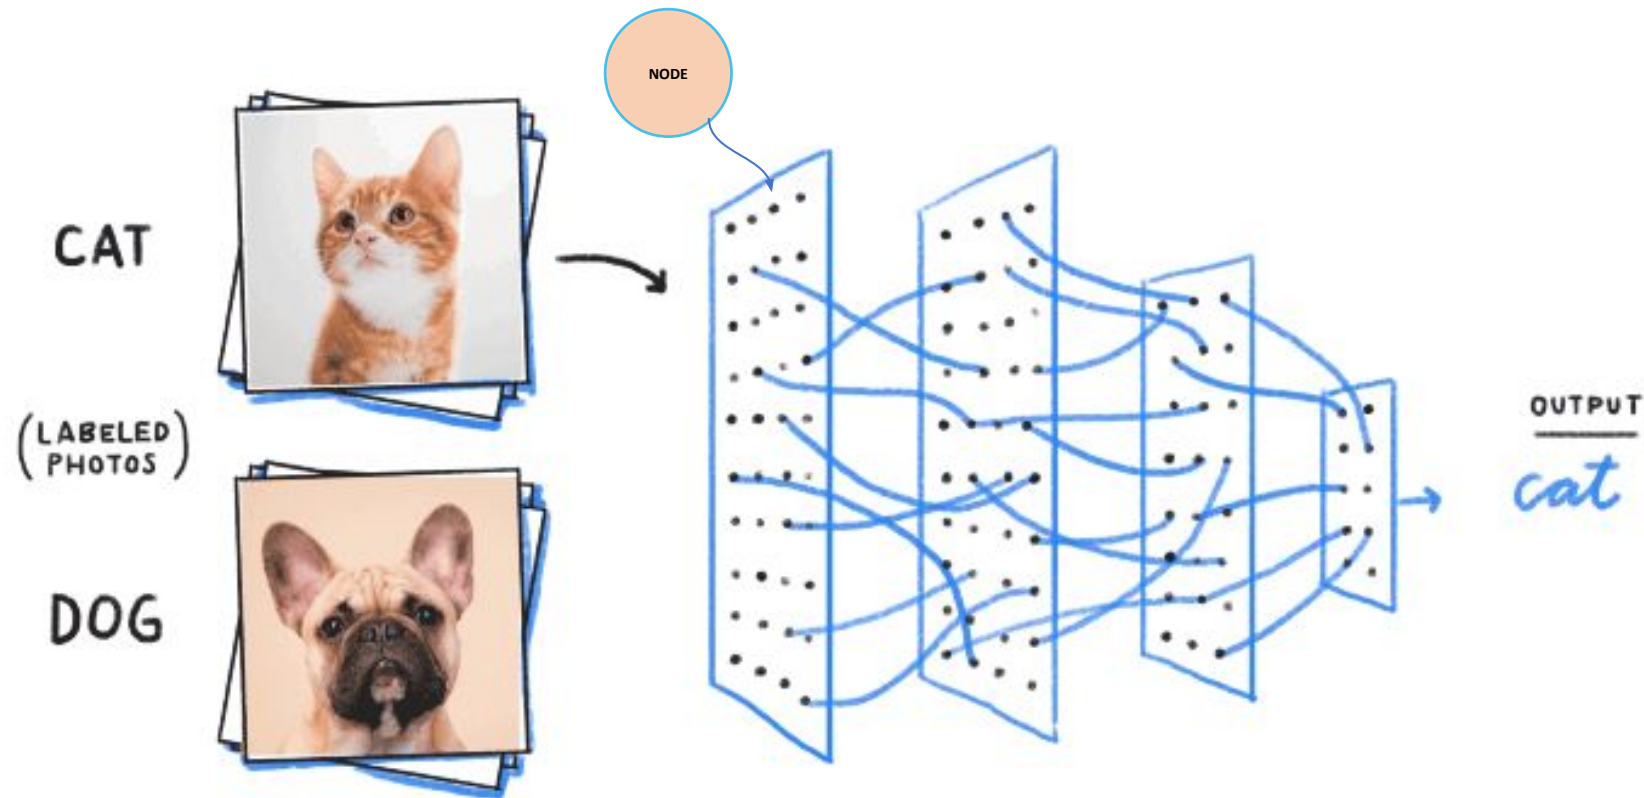 NODE
CAT
(LABELED
PHOTOS)
DOG
OUTPUT
cat